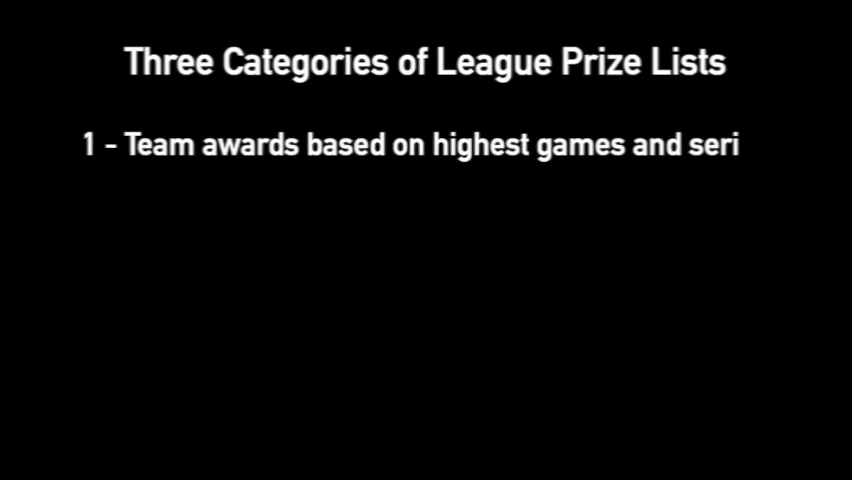 Three Categories of League Prize Lists
1 - Team awards based on highest games and seri